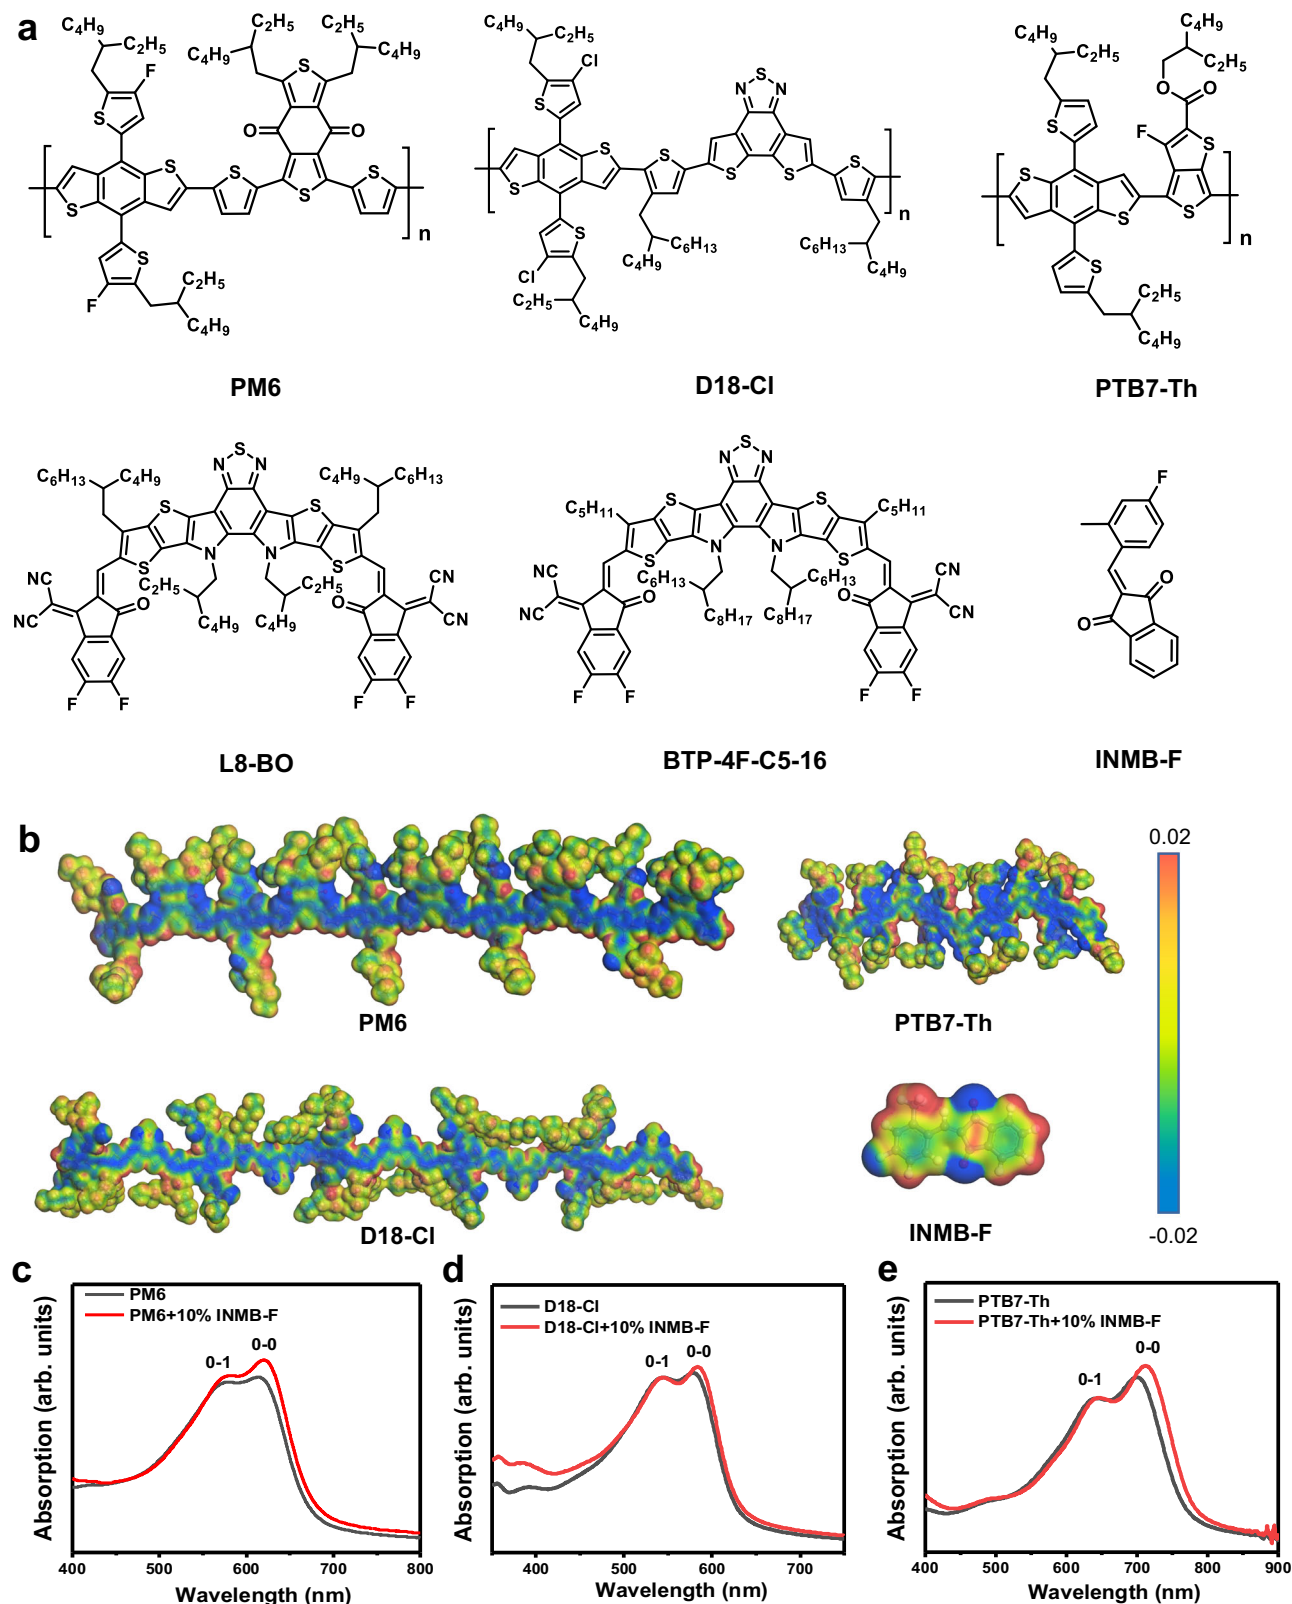 a
C4H9
C2H5
F
S
C4H9
C2H5
C2H5
C4H9
S
O
O
S
S
S
S
S
n
S
F
C2H5
C4H9
PM6
C4H9
C2H5
Cl
S
N
S
N
S
S
S
S
S
S
n
S
Cl
C2H5
C4H9
C6H13
C4H9
C6H13
C4H9
D18-Cl
C4H9
C2H5
S
C4H9
C2H5
O
O
F
S
S
S
S
n
S
C2H5
C4H9
PTB7-Th
C6H13
C4H9
N
S
N
C4H9
C6H13
S
S
S
N
N
S
NC
NC
O
C2H5
C4H9
C2H5
C4H9
O
CN
CN
F
F
F
F
L8-BO
C5H11
N
S
N
C5H11
S
S
S
N
N
S
NC
NC
O
C6H13
C8H17
C6H13
C8H17
O
CN
CN
F
F
F
F
BTP-4F-C5-16
F
O
O
INMB-F
b
0.02
-0.02
PM6
PTB7-Th
D18-Cl
INMB-F
c
PM6
PM6+10% INMB-F
0-1
0-0
Absorption (arb. units)
400
500
600
700
800
Wavelength (nm)
d
D18-Cl
D18-Cl+10% INMB-F
0-1
0-0
Absorption (arb. units)
400
500
600
700
Wavelength (nm)
e
PTB7-Th
PTB7-Th+10% INMB-F
0-1
0-0
Absorption (arb. units)
400
500
600
700
800
900
Wavelength (nm)